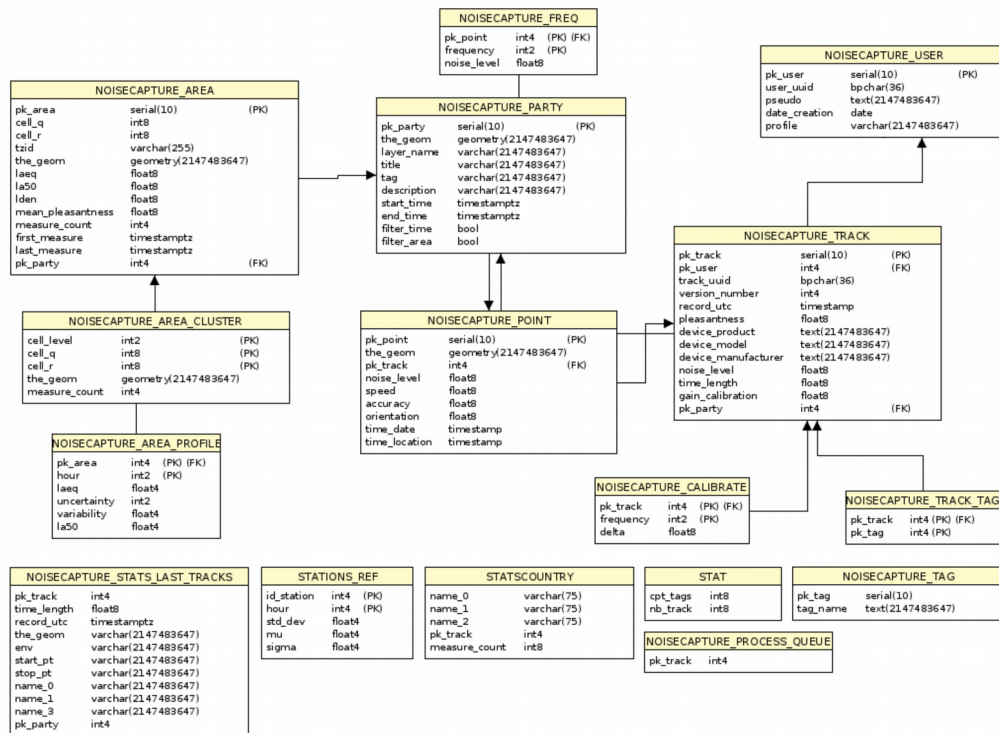 NOISECAPTURE_FREQ
pk_point int4 (PK) (FK)
frequency int2 (PK)
noise_level float8
NOISECAPTURE_USER
pk_user serial(10) (PK)
user_uuid bpchar(36)
pseudo text(2147483647)
date_creation date
profile varchar(2147483647)
NOISECAPTURE_AREA
pk_area serial(10) (PK)
cell_q int8
cell_r int8
tzid varchar(255)
the_geom geometry(2147483647)
laeq float8
la50 float8
lden float8
mean_pleasantness float8
measure_count int4
first_measure timestamptz
last_measure timestamptz
pk_party int4 (FK)
NOISECAPTURE_PARTY
pk_party serial(10) (PK)
the_geom geometry(2147483647)
layer_name varchar(2147483647)
title varchar(2147483647)
tag varchar(2147483647)
description varchar(2147483647)
start_time timestamptz
end_time timestamptz
filter_time bool
filter_area bool
NOISECAPTURE_TRACK
pk_track serial(10) (PK)
pk_user int4 (FK)
track_uuid bpchar(36)
version_number int4
record_utc timestamp
pleasantness float8
device_product text(2147483647)
device_model text(2147483647)
device_manufacturer text(2147483647)
noise_level float8
time_length float8
gain_calibration float8
pk_party int4 (FK)
NOISECAPTURE_AREA_CLUSTER
cell_level int2 (PK)
cell_q int8 (PK)
cell_r int8 (PK)
the_geom geometry(2147483647)
measure_count int4
NOISECAPTURE_POINT
pk_point serial(10) (PK)
the_geom geometry(2147483647)
pk_track int4 (FK)
noise_level float8
speed float8
accuracy float8
orientation float8
time_date timestamp
time_location timestamp
NOISECAPTURE_AREA_PROFILE
pk_area int4 (PK) (FK)
hour int2 (PK)
laeq float4
uncertainty int2
variability float4
la50 float4
NOISECAPTURE_CALIBRATE
pk_track int4 (PK) (FK)
frequency int2 (PK)
delta float8
NOISECAPTURE_TRACK_TAG
pk_track int4 (PK) (FK)
pk_tag int4 (PK)
NOISECAPTURE_STATS_LAST_TRACKS
pk_track int4
time_length float8
record_utc timestamptz
the_geom varchar(2147483647)
env varchar(2147483647)
start_pt varchar(2147483647)
stop_pt varchar(2147483647)
name_0 varchar(2147483647)
name_1 varchar(2147483647)
name_3 varchar(2147483647)
pk_party int4
STATIONS_REF
id_station int4 (PK)
hour int4 (PK)
std_dev float4
mu float4
sigma float4
STATSCOUNTRY
name_0 varchar(75)
name_1 varchar(75)
name_2 varchar(75)
pk_track int4
measure_count int8
STAT
cpt_tags int8
nb_track int8
NOISECAPTURE_TAG
pk_tag serial(10)
tag_name text(2147483647)
NOISECAPTURE_PROCESS_QUEUE
pk_track int4